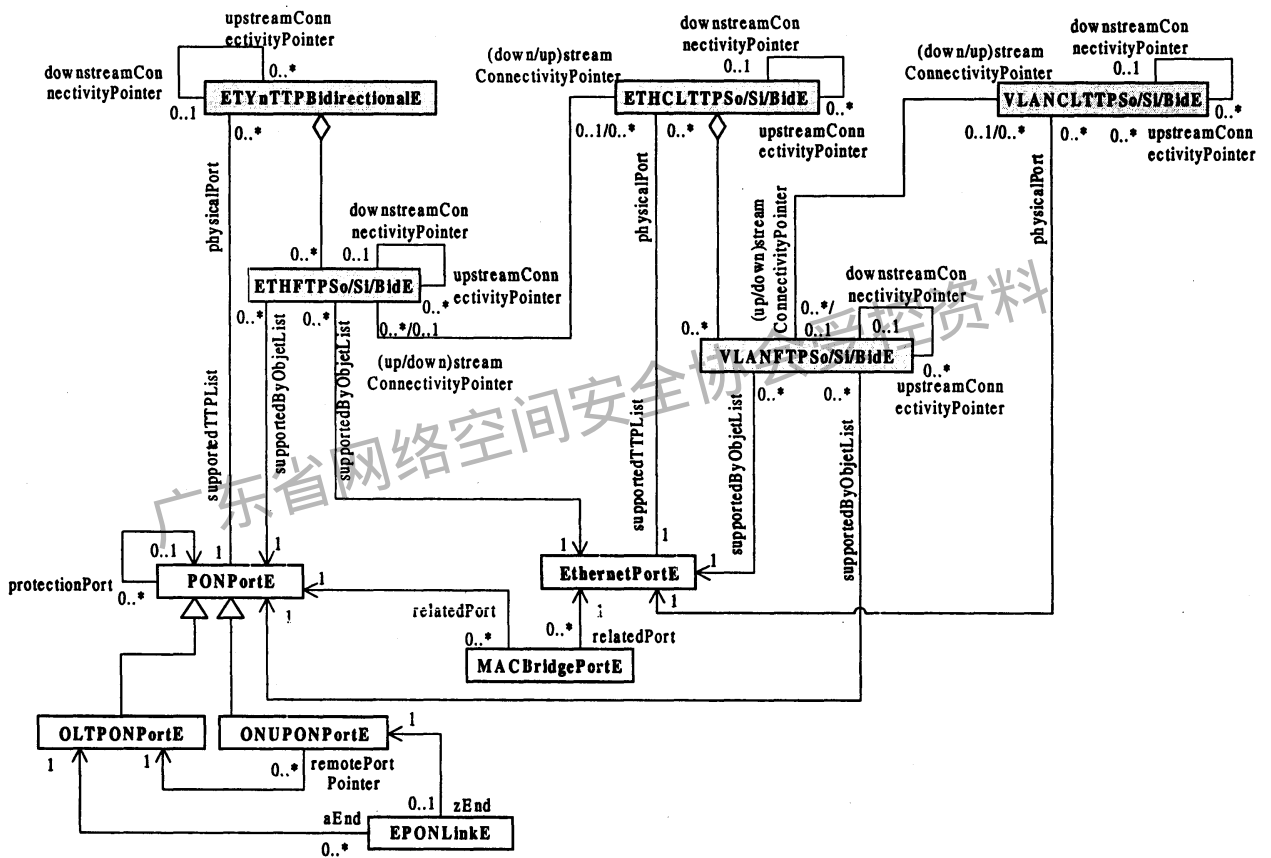 upstreamConn
ectivityPointer
downstreamCon
nectivityPointer
0..1
0..*
ETYnTTPBidirectionalE
0..*
(down/up)stream
ConnectivityPointer
downstreamCon
nectivityPointer
0..1
ETHCLTTPSo/Si/BidE
0..*
0..1/0..*
0..*
upstreamConn
ectivityPointer
(down/up)stream
ConnectivityPointer
downstreamCon
nectivityPointer
0..1
VLANCLTTPSo/Si/BidE
0..*
0..1/0..*
0..*
0..*
upstreamConn
ectivityPointer
physicalPort
physicalPort
physicalPort
downstreamCon
nectivityPointer
0..*
0..1
ETHFTPSo/Si/BidE
upstreamConn
ectivityPointer
0..*
0..*
0..*
0..*/0..1
(up/down)stream
ConnectivityPointer
(up/down)stream
ConnectivityPointer
downstreamCon
nectivityPointer
0..*/
0..1
0..1
0..*
VLANFTPSo/Si/BidE
0..*
0..*
0..*
upstreamConn
ectivityPointer
supportedTTPList
supportedByObjetList
supportedByObjetList
supportedTTPList
supportedByObjetList
supportedByObjetList
广东省网络空间安全协会受控资料
0..1
1
1
protectionPort
0..*
PONPortE
1
1
1
1
EthernetPortE
1
1
1
relatedPort
0..*
0..*
relatedPort
MACBridgePortE
OLTPONPortE
ONUPONPortE
1
1
1
0..*
remotePort
Pointer
0..1
zEnd
aEnd
0..*
EPONLinkE